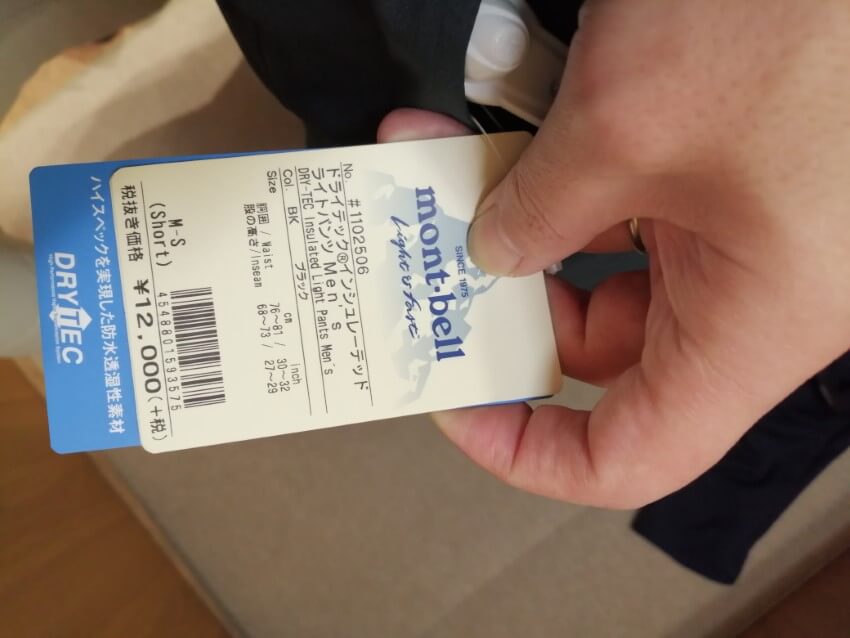 SINCE 1975
mont-bell
Light & Fast
No. #1102506
ドライテック®インシュレーテッド
ライトパンツ Men's
DRY-TEC Insulated Light Pants Men's
Col. BK ブラック
Size cm inch
胴囲 / Waist 76〜81 / 30〜32
股の高さ/Inseam 68〜73 / 27〜29
4548801593575
M-S
(Short)
税抜き価格 ¥12,000(+税)
ハイスペックを実現した防水透湿性素材
DRYTEC